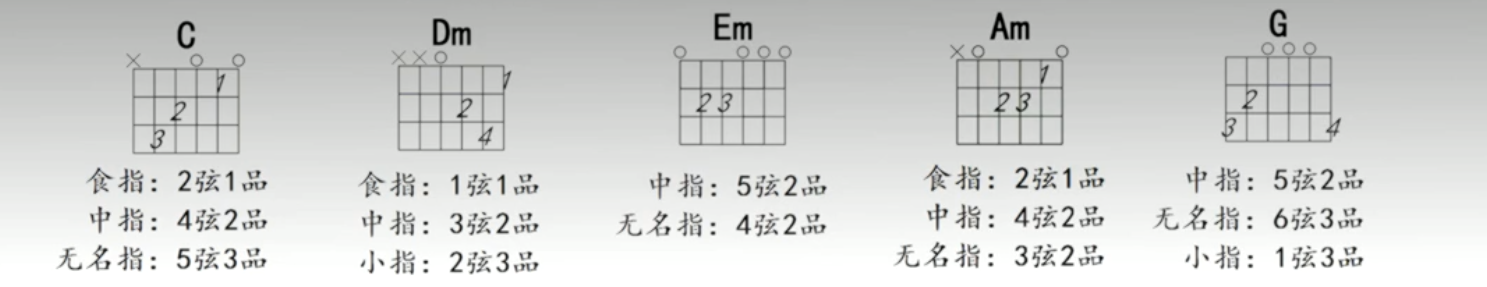 C
× ○ ○
1
2
3
食指：2弦1品
中指：4弦2品
无名指：5弦3品
Dm
× × ○
1
2
4
食指：1弦1品
中指：3弦2品
小指：2弦3品
Em
○ ○ ○ ○
2 3
中指：5弦2品
无名指：4弦2品
Am
× ○ ○
1
2 3
食指：2弦1品
中指：4弦2品
无名指：3弦2品
G
○ ○ ○
2
3 4
中指：5弦2品
无名指：6弦3品
小指：1弦3品